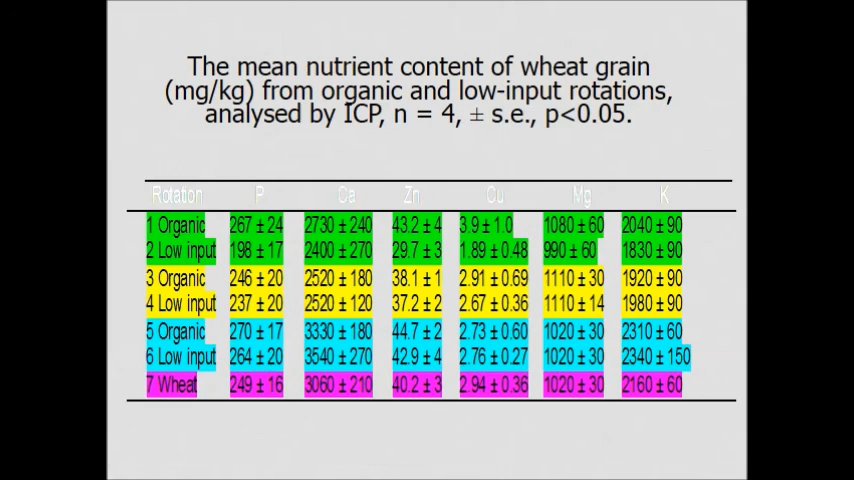 The mean nutrient content of wheat grain
(mg/kg) from organic and low-input rotations,
analysed by ICP, n = 4, ± s.e., p<0.05.
Rotation P Ca Zn Cu Mg K
1 Organic 267 ± 24 2730 ± 240 43.2 ± 4 3.9 ± 1.0 1080 ± 60 2040 ± 90
2 Low input 198 ± 17 2400 ± 270 29.7 ± 3 1.89 ± 0.48 990 ± 60 1830 ± 90
3 Organic 246 ± 20 2520 ± 180 38.1 ± 1 2.91 ± 0.69 1110 ± 30 1920 ± 90
4 Low input 237 ± 20 2520 ± 120 37.2 ± 2 2.67 ± 0.36 1110 ± 14 1980 ± 90
5 Organic 270 ± 17 3330 ± 180 44.7 ± 2 2.73 ± 0.60 1020 ± 30 2310 ± 60
6 Low input 264 ± 20 3540 ± 270 42.9 ± 4 2.76 ± 0.27 1020 ± 30 2340 ± 150
7 Wheat 249 ± 16 3060 ± 210 40.2 ± 3 2.94 ± 0.36 1020 ± 30 2160 ± 60